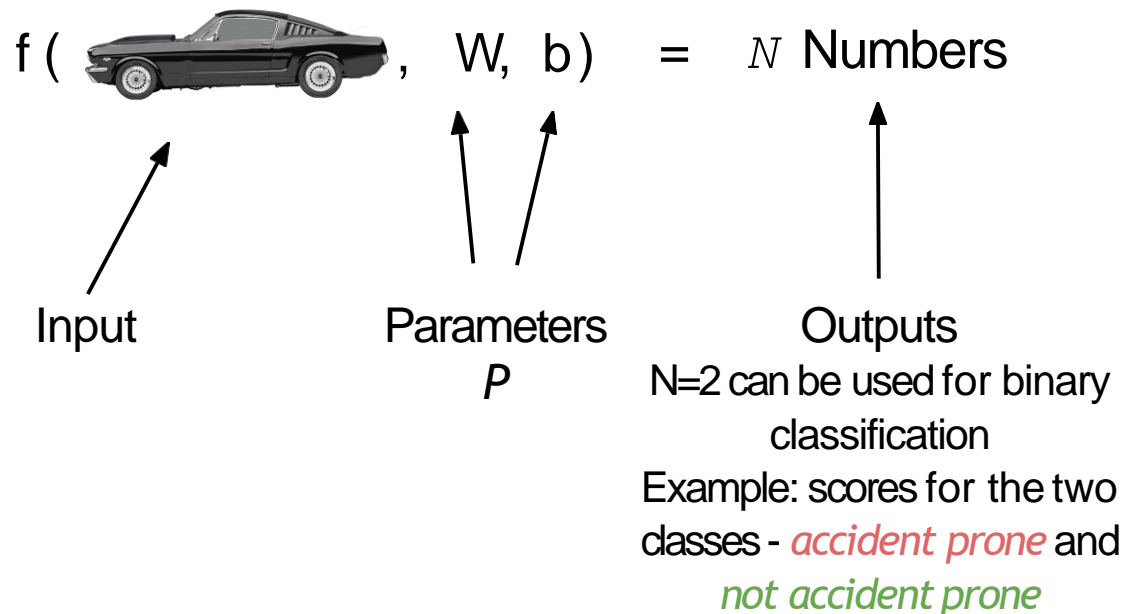 f ( , W, b ) = N Numbers
Input
Parameters
P
Outputs
N=2 can be used for binary
classification
Example: scores for the two
classes - accident prone and
not accident prone